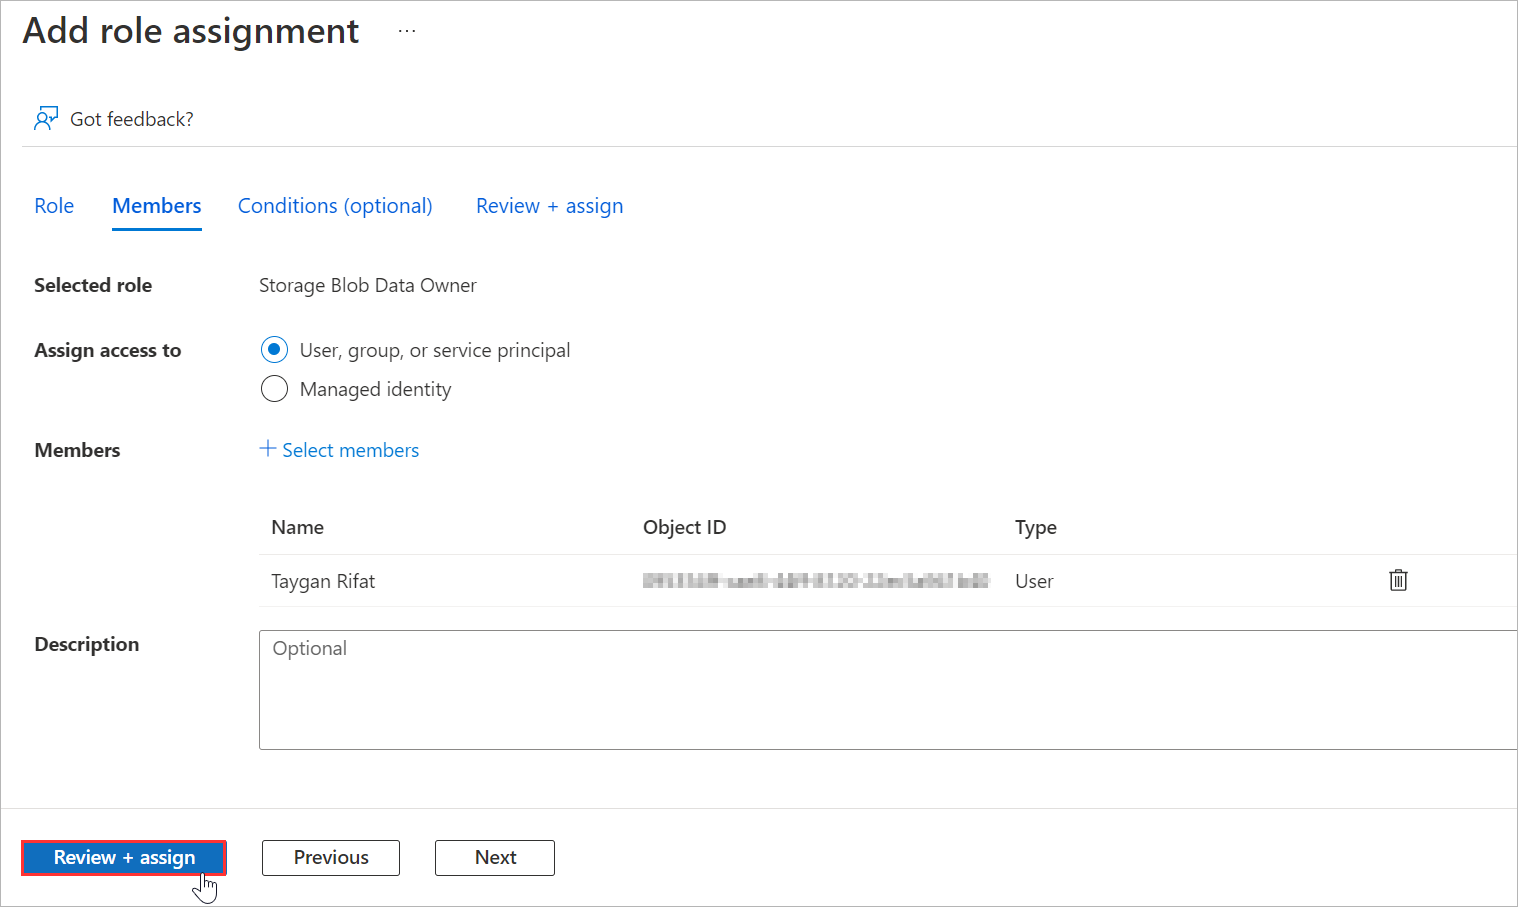 Add role assignment ...
Got feedback?
Role Members Conditions (optional) Review + assign
Selected role Storage Blob Data Owner
Assign access to User, group, or service principal
Managed identity
Members + Select members
Name Object ID Type
Taygan Rifat User
Description Optional
Review + assign Previous Next